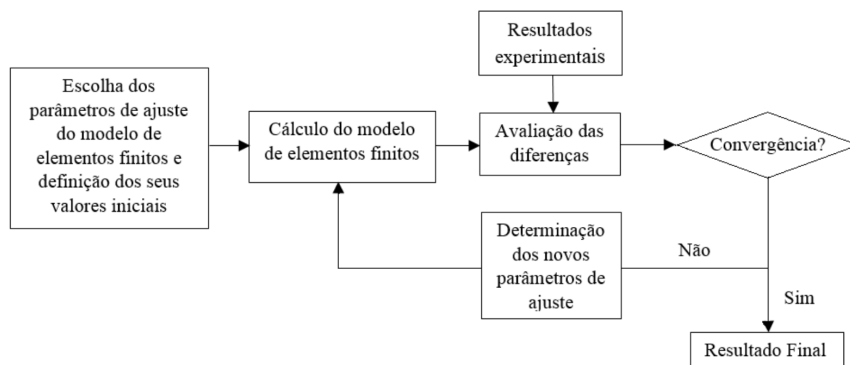 Escolha dos
parâmetros de ajuste
do modelo de
elementos finitos e
definição dos seus
valores iniciais
Cálculo do modelo
de elementos finitos
Resultados
experimentais
Avaliação das
diferenças
Convergência?
Determinação
dos novos
parâmetros de
ajuste
Não
Sim
Resultado Final